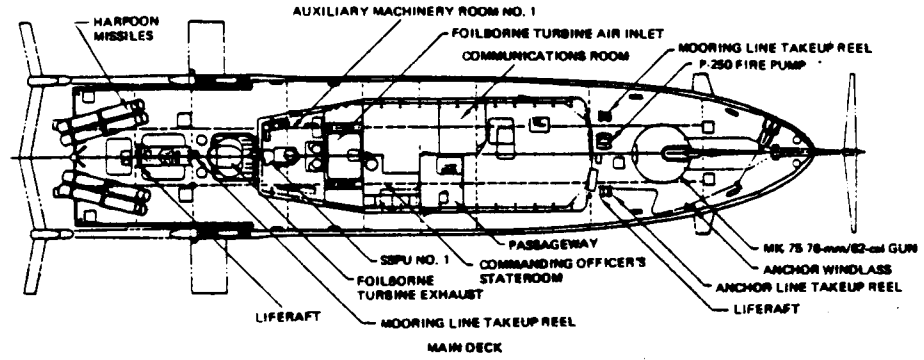 AUXILIARY MACHINERY ROOM NO. 1
HARPOON
MISSILES
FOILBORNE TURBINE AIR INLET
COMMUNICATIONS ROOM
MOORING LINE TAKEUP REEL
P-250 FIRE PUMP
PASSAGEWAY
MK 75 76-mm/62-cal GUN
SSPU NO. 1
COMMANDING OFFICER'S
STATEROOM
ANCHOR WINDLASS
FOILBORNE
TURBINE EXHAUST
ANCHOR LINE TAKEUP REEL
LIFERAFT
LIFERAFT
MOORING LINE TAKEUP REEL
MAIN DECK